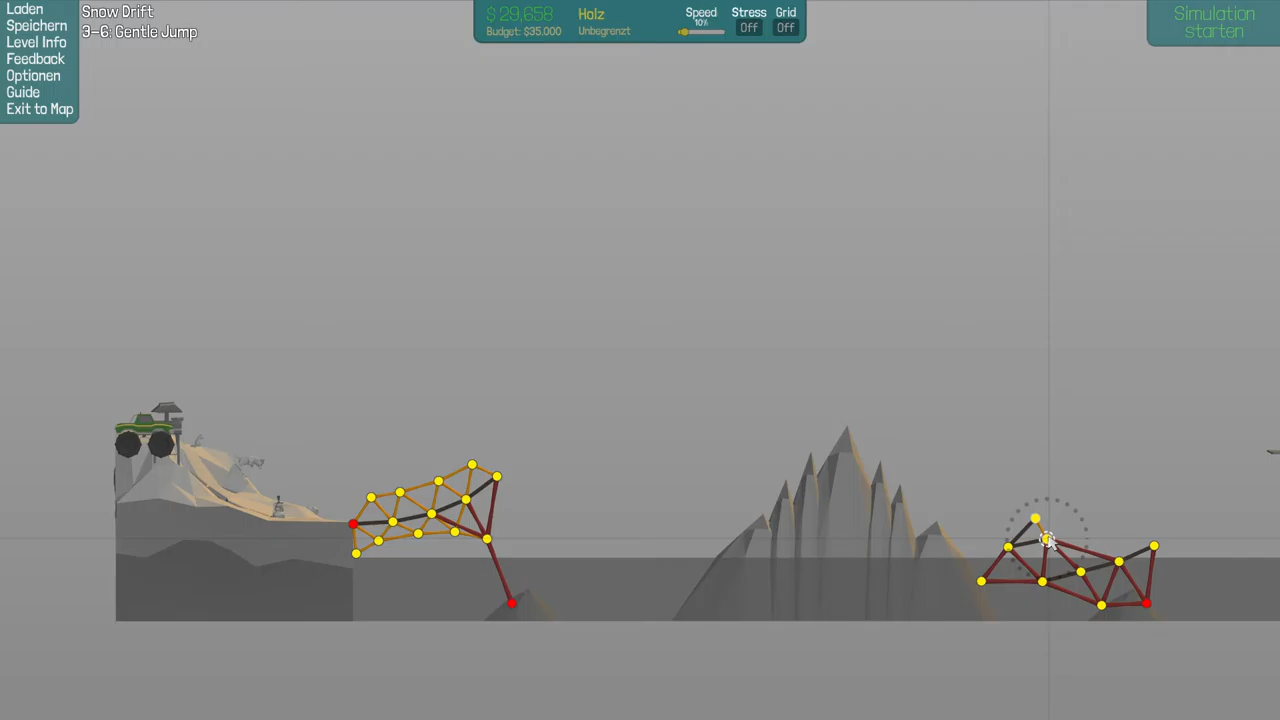 Laden
Speichern
Level Info
Feedback
Optionen
Guide
Exit to Map
Snow Drift
3-6: Gentle Jump
$ 29,658
Budget: $35.000
Holz
Unbegrenzt
Speed
10%
Stress
Off
Grid
Off
Simulation
starten